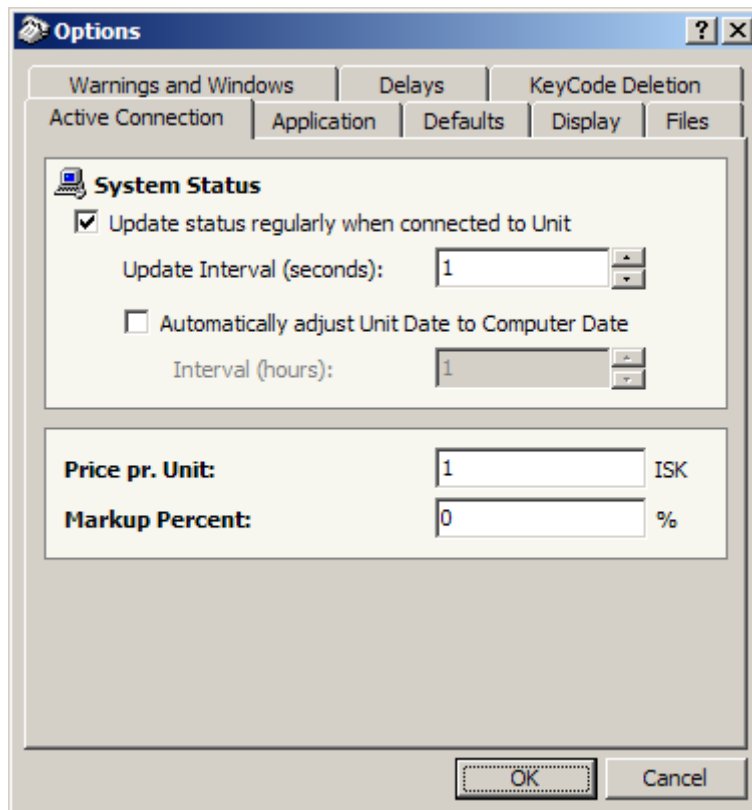 Options
Warnings and Windows Delays KeyCode Deletion
Active Connection Application Defaults Display Files
System Status
Update status regularly when connected to Unit
Update Interval (seconds): 1
Automatically adjust Unit Date to Computer Date
Interval (hours): 1
Price pr. Unit: 1 ISK
Markup Percent: 0 %
OK Cancel